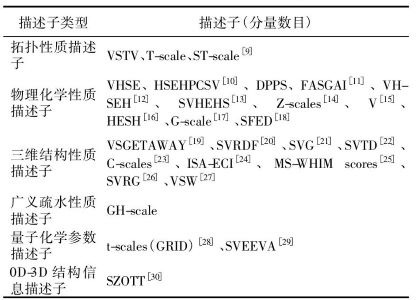 描述子类型 描述子(分量数目)
拓扑性质描述
子
VSTV、T-scale、ST-scale[9]
物理化学性质
描述子
VHSE、HSEHPCSV[10]、DPPS、FASGAI[11]、VH-
SEH[12]、SVHEHS[13]、Z-scales[14]、V[15]、
HESH[16]、G-scale[17]、SFED[18]
三维结构性质
描述子
VSGETAWAY[19]、SVRDF[20]、SVG[21]、SVTD[22]、
C-scales[23]、ISA-ECI[24]、MS-WHIM scores[25]、
SVRG[26]、VSW[27]
广义疏水性质
描述子
GH-scale
量子化学参数
描述子
t-scales(GRID)[28]、SVEEVA[29]
0D-3D结构信
息描述子
SZOTT[30]